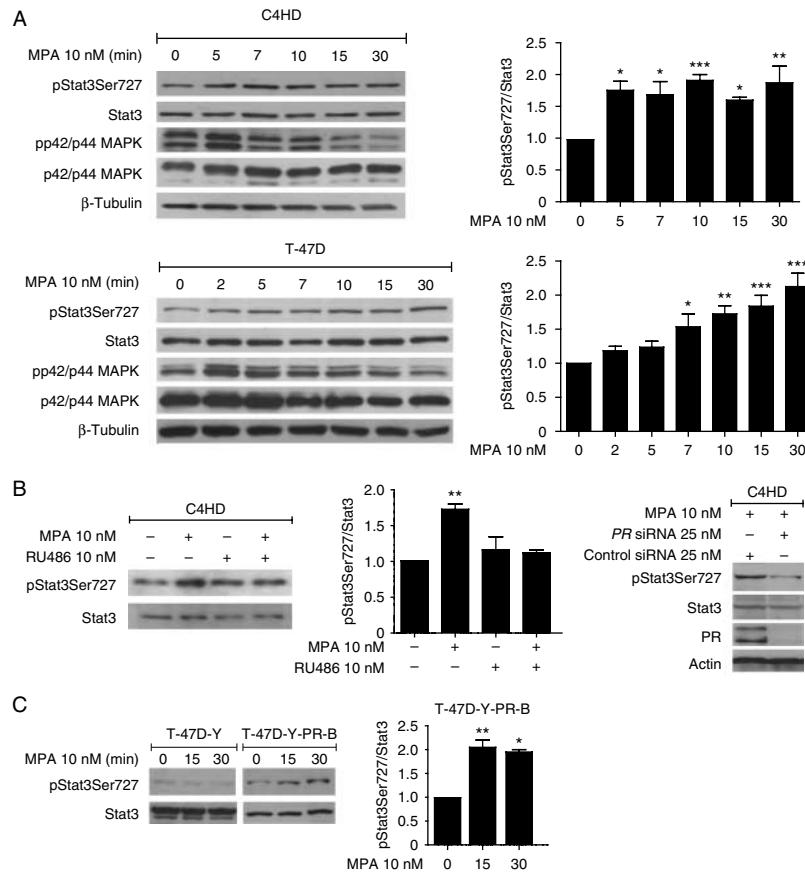 A
C4HD
MPA 10 nM (min)
0 5 7 10 15 30
pStat3Ser727
Stat3
pp42/p44 MAPK
p42/p44 MAPK
β-Tubulin
pStat3Ser727/Stat3
2.5
2.0
1.5
1.0
0
* * *** * **
MPA 10 nM 0 5 7 10 15 30
T-47D
MPA 10 nM (min)
0 2 5 7 10 15 30
pStat3Ser727
Stat3
pp42/p44 MAPK
p42/p44 MAPK
β-Tubulin
pStat3Ser727/Stat3
2.5
2.0
1.5
1.0
0
* ** *** ***
MPA 10 nM 0 2 5 7 10 15 30
B
C4HD
MPA 10 nM – + – +
RU486 10 nM – – + +
pStat3Ser727
Stat3
pStat3Ser727/Stat3
2.0
1.5
1.0
0
**
MPA 10 nM – + – +
RU486 10 nM – – + +
C4HD
MPA 10 nM + +
PR siRNA 25 nM – +
Control siRNA 25 nM + –
pStat3Ser727
Stat3
PR
Actin
C
T-47D-Y T-47D-Y-PR-B
MPA 10 nM (min) 0 15 30 0 15 30
pStat3Ser727
Stat3
T-47D-Y-PR-B
pStat3Ser727/Stat3
2.5
2.0
1.5
1.0
0
** *
MPA 10 nM 0 15 30